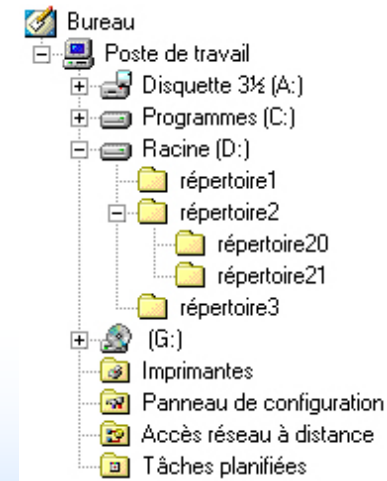 Bureau
Poste de travail
Disquette 3½ (A:)
Programmes (C:)
Racine (D:)
répertoire1
répertoire2
répertoire20
répertoire21
répertoire3
(G:)
Imprimantes
Panneau de configuration
Accès réseau à distance
Tâches planifiées